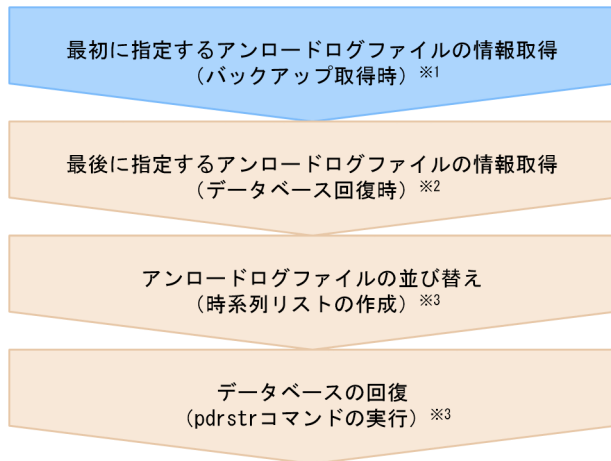 最初に指定するアンロードログファイルの情報取得
(バックアップ取得時) ※1
最後に指定するアンロードログファイルの情報取得
(データベース回復時) ※2
アンロードログファイルの並び替え
(時系列リストの作成) ※3
データベースの回復
(pdrstrコマンドの実行) ※3